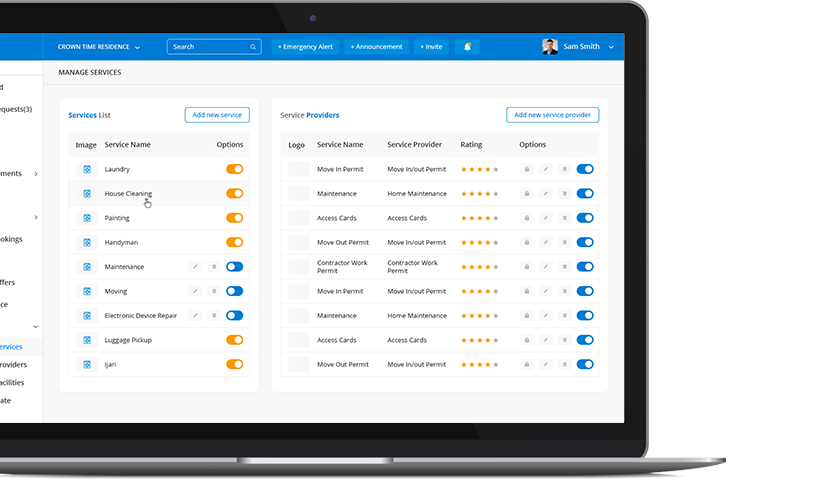 CROWN TIME RESIDENCE
Search
+ Emergency Alert
+ Announcement
+ Invite
Sam Smith
MANAGE SERVICES
d
equests(3)
ments
ookings
ffers
ce
ervices
roviders
acilities
ate
Services List
Add new service
Image Service Name Options
Laundry
House Cleaning
Painting
Handyman
Maintenance
Moving
Electronic Device Repair
Luggage Pickup
Ijari
Service Providers
Add new service provider
Logo Service Name Service Provider Rating Options
Move In Permit Move In/out Permit
Maintenance Home Maintenance
Access Cards Access Cards
Move Out Permit Move In/out Permit
Contractor Work Contractor Work
Permit Permit
Move In Permit Move In/out Permit
Maintenance Home Maintenance
Access Cards Access Cards
Move Out Permit Move In/out Permit